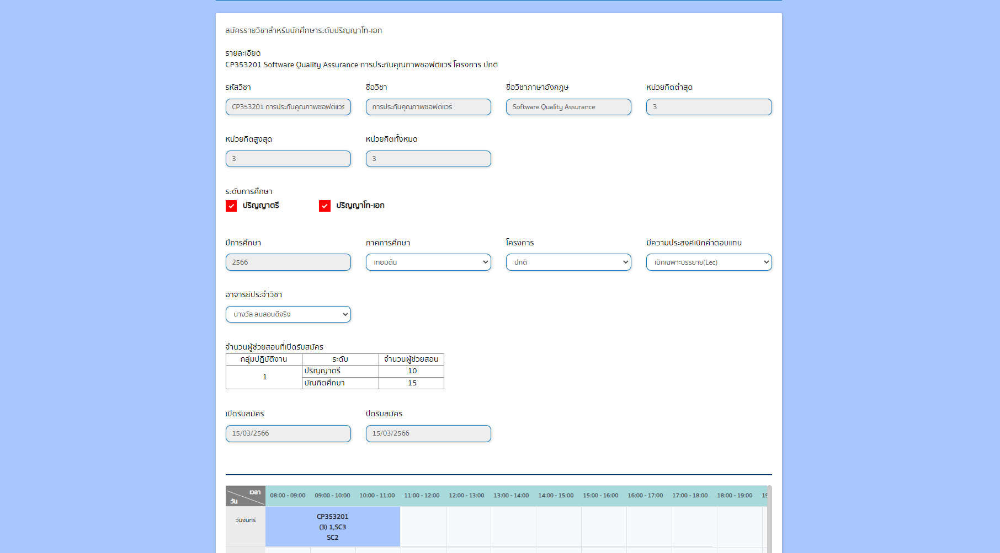 สมัครรายวิชาสำหรับนักศึกษาระดับปริญญาโท-เอก
รายละเอียด
CP353201 Software Quality Assurance การประกันคุณภาพซอฟต์แวร์ โครงการ ปกติ
รหัสวิชา ชื่อวิชา ชื่อวิชาภาษาอังกฤษ หน่วยกิตต่ำสุด
CP353201 การประกันคุณภาพซอฟต์แวร์ การประกันคุณภาพซอฟต์แวร์ Software Quality Assurance 3
หน่วยกิตสูงสุด หน่วยกิตทั้งหมด
3 3
ระดับการศึกษา
ปริญญาตรี ปริญญาโท-เอก
ปีการศึกษา ภาคการศึกษา โครงการ มีความประสงค์เบิกค่าตอบแทน
2566 เทอมต้น ปกติ เบิกเฉพาะบรรยาย(Lec)
อาจารย์ประจำวิชา
นางวัล ลบสอนดีจริง
จำนวนผู้ช่วยสอนที่เปิดรับสมัคร
กลุ่มปฏิบัติงาน ระดับ จำนวนผู้ช่วยสอน
1 ปริญญาตรี 10
บัณฑิตศึกษา 15
เปิดรับสมัคร ปิดรับสมัคร
15/03/2566 15/03/2566
เวลา
วัน 08:00 - 09:00 09:00 - 10:00 10:00 - 11:00 11:00 - 12:00 12:00 - 13:00 13:00 - 14:00 14:00 - 15:00 15:00 - 16:00 16:00 - 17:00 17:00 - 18:00 18:00 - 19:00
วันจันทร์ CP353201
(3) 1,SC3
SC2